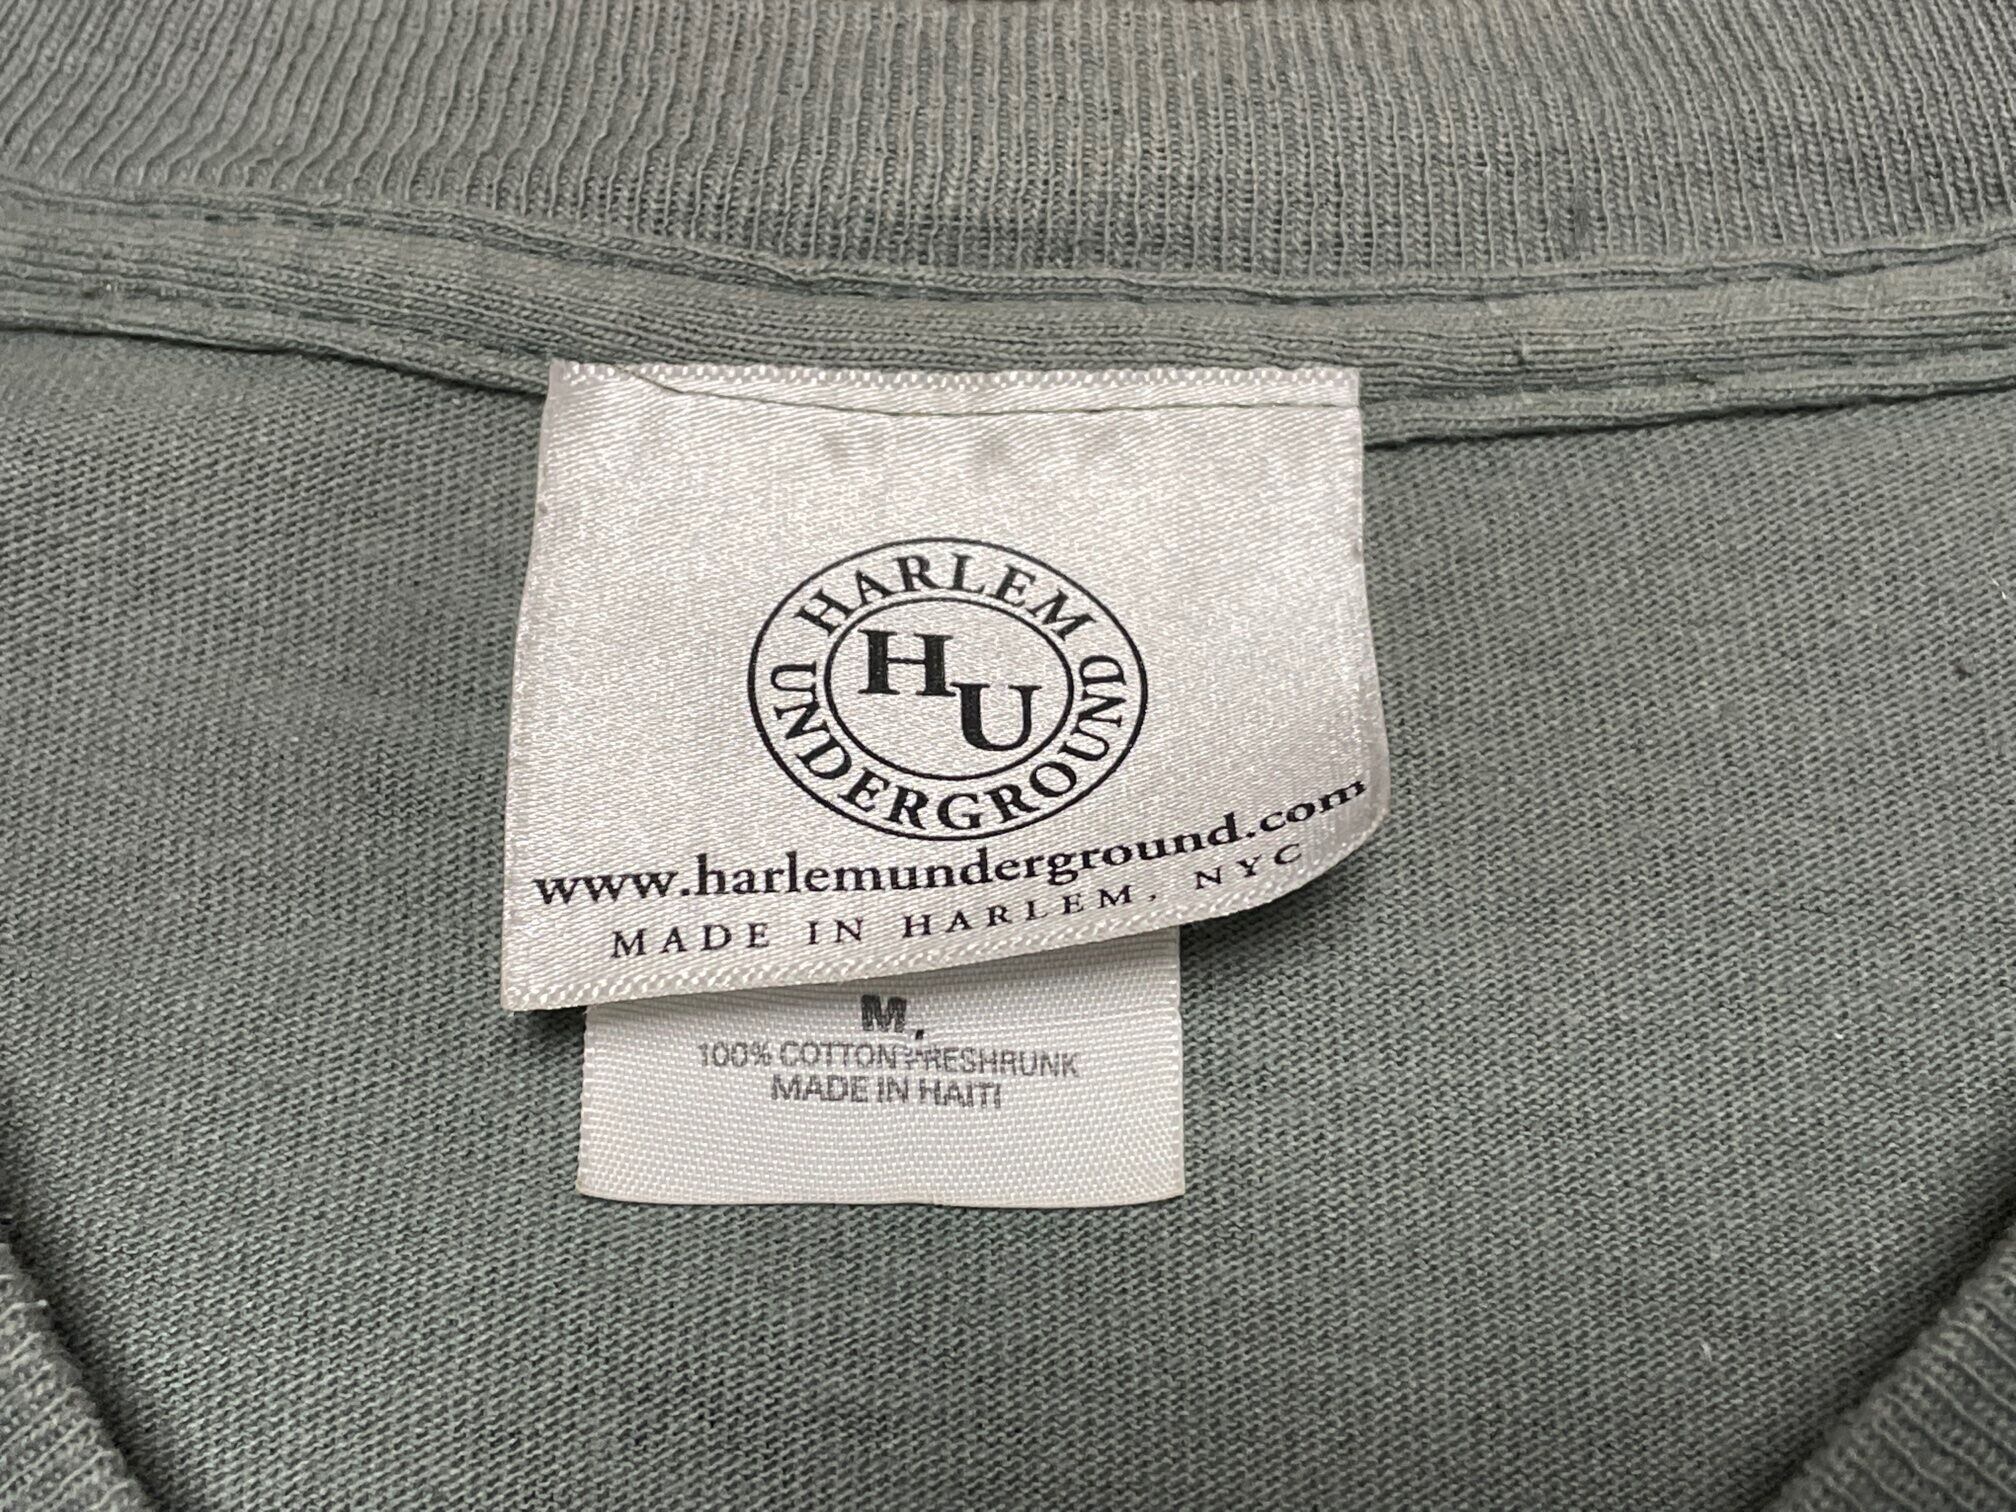 HARLEM
HU
UNDERGROUND
www.harlemunderground.com
MADE IN HARLEM, NYC
M
100% COTTON PRESHRUNK
MADE IN HAITI